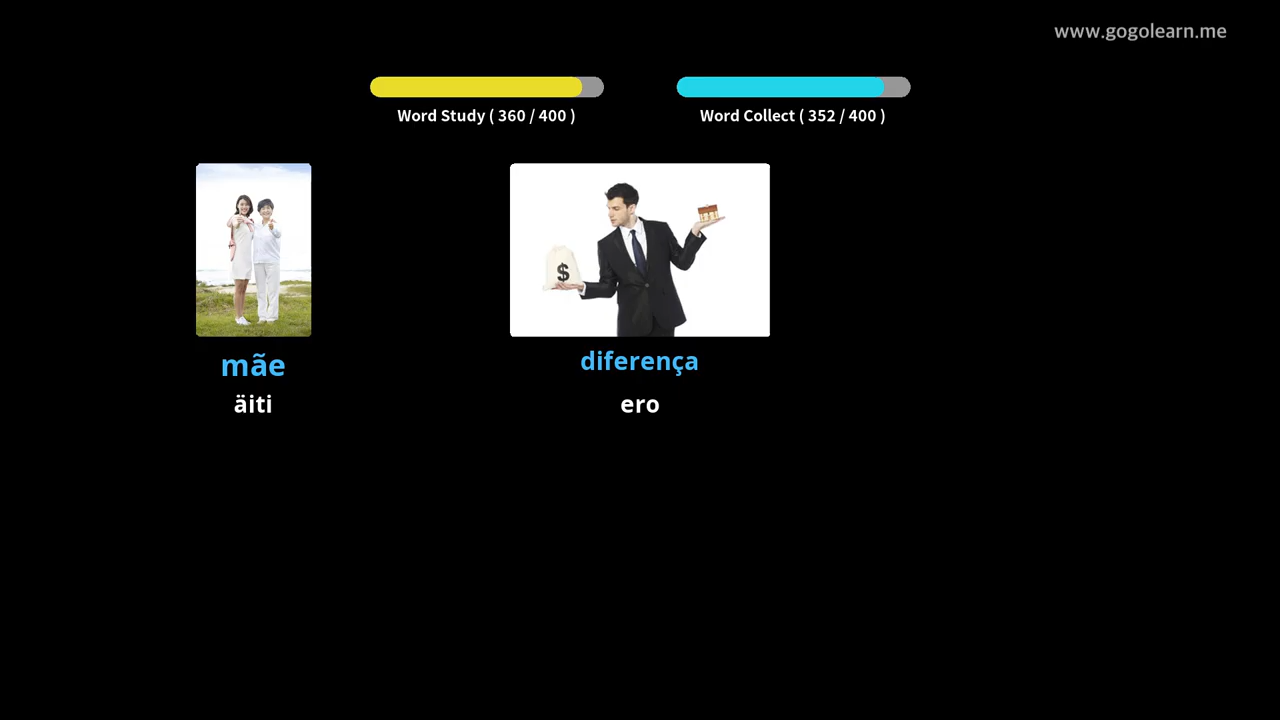 www.gogolearn.me
Word Study ( 360 / 400 )
Word Collect ( 352 / 400 )
mãe
äiti
diferença
ero
$